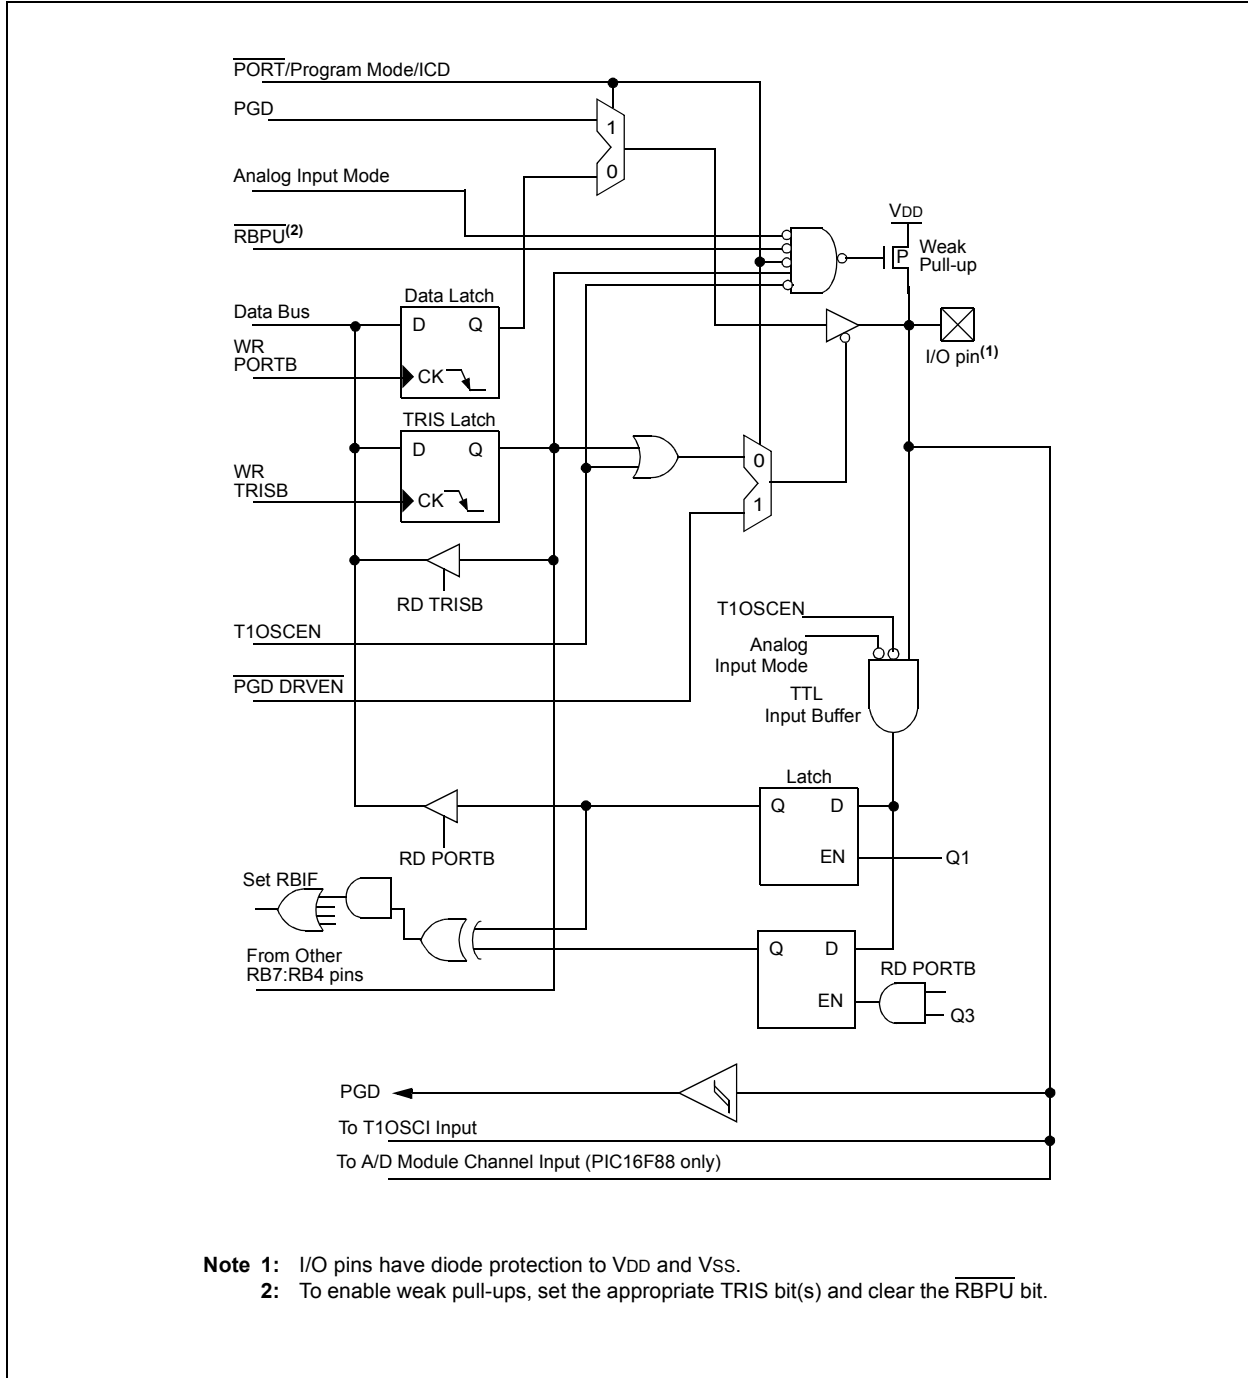 PORT/Program Mode/ICD
PGD
1
0
Analog Input Mode
RBPU(2)
VDD
P
Weak
Pull-up
Data Latch
Data Bus
D Q
WR
PORTB
CK
I/O pin(1)
TRIS Latch
D Q
WR
TRISB
CK
0
1
RD TRISB
T1OSCEN
T1OSCEN
Analog
Input Mode
PGD DRVEN
TTL
Input Buffer
Latch
Q D
EN
Q1
RD PORTB
Set RBIF
From Other
RB7:RB4 pins
Q D
EN
RD PORTB
Q3
PGD
To T1OSCI Input
To A/D Module Channel Input (PIC16F88 only)
Note 1: I/O pins have diode protection to VDD and VSS.
2: To enable weak pull-ups, set the appropriate TRIS bit(s) and clear the RBPU bit.